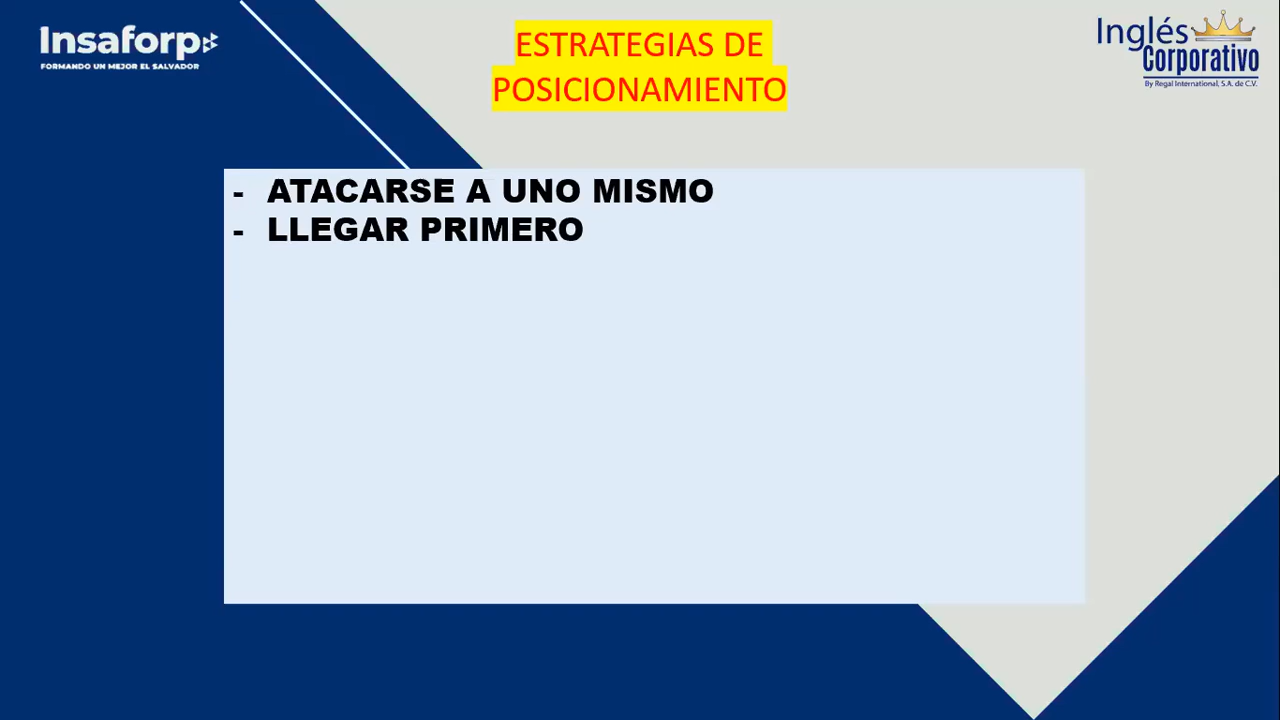 Insaforp
FORMANDO UN MEJOR EL SALVADOR
ESTRATEGIAS DE
POSICIONAMIENTO
Inglés
Corporativo
By Regal International, S.A. de C.V.
- ATACARSE A UNO MISMO
- LLEGAR PRIMERO